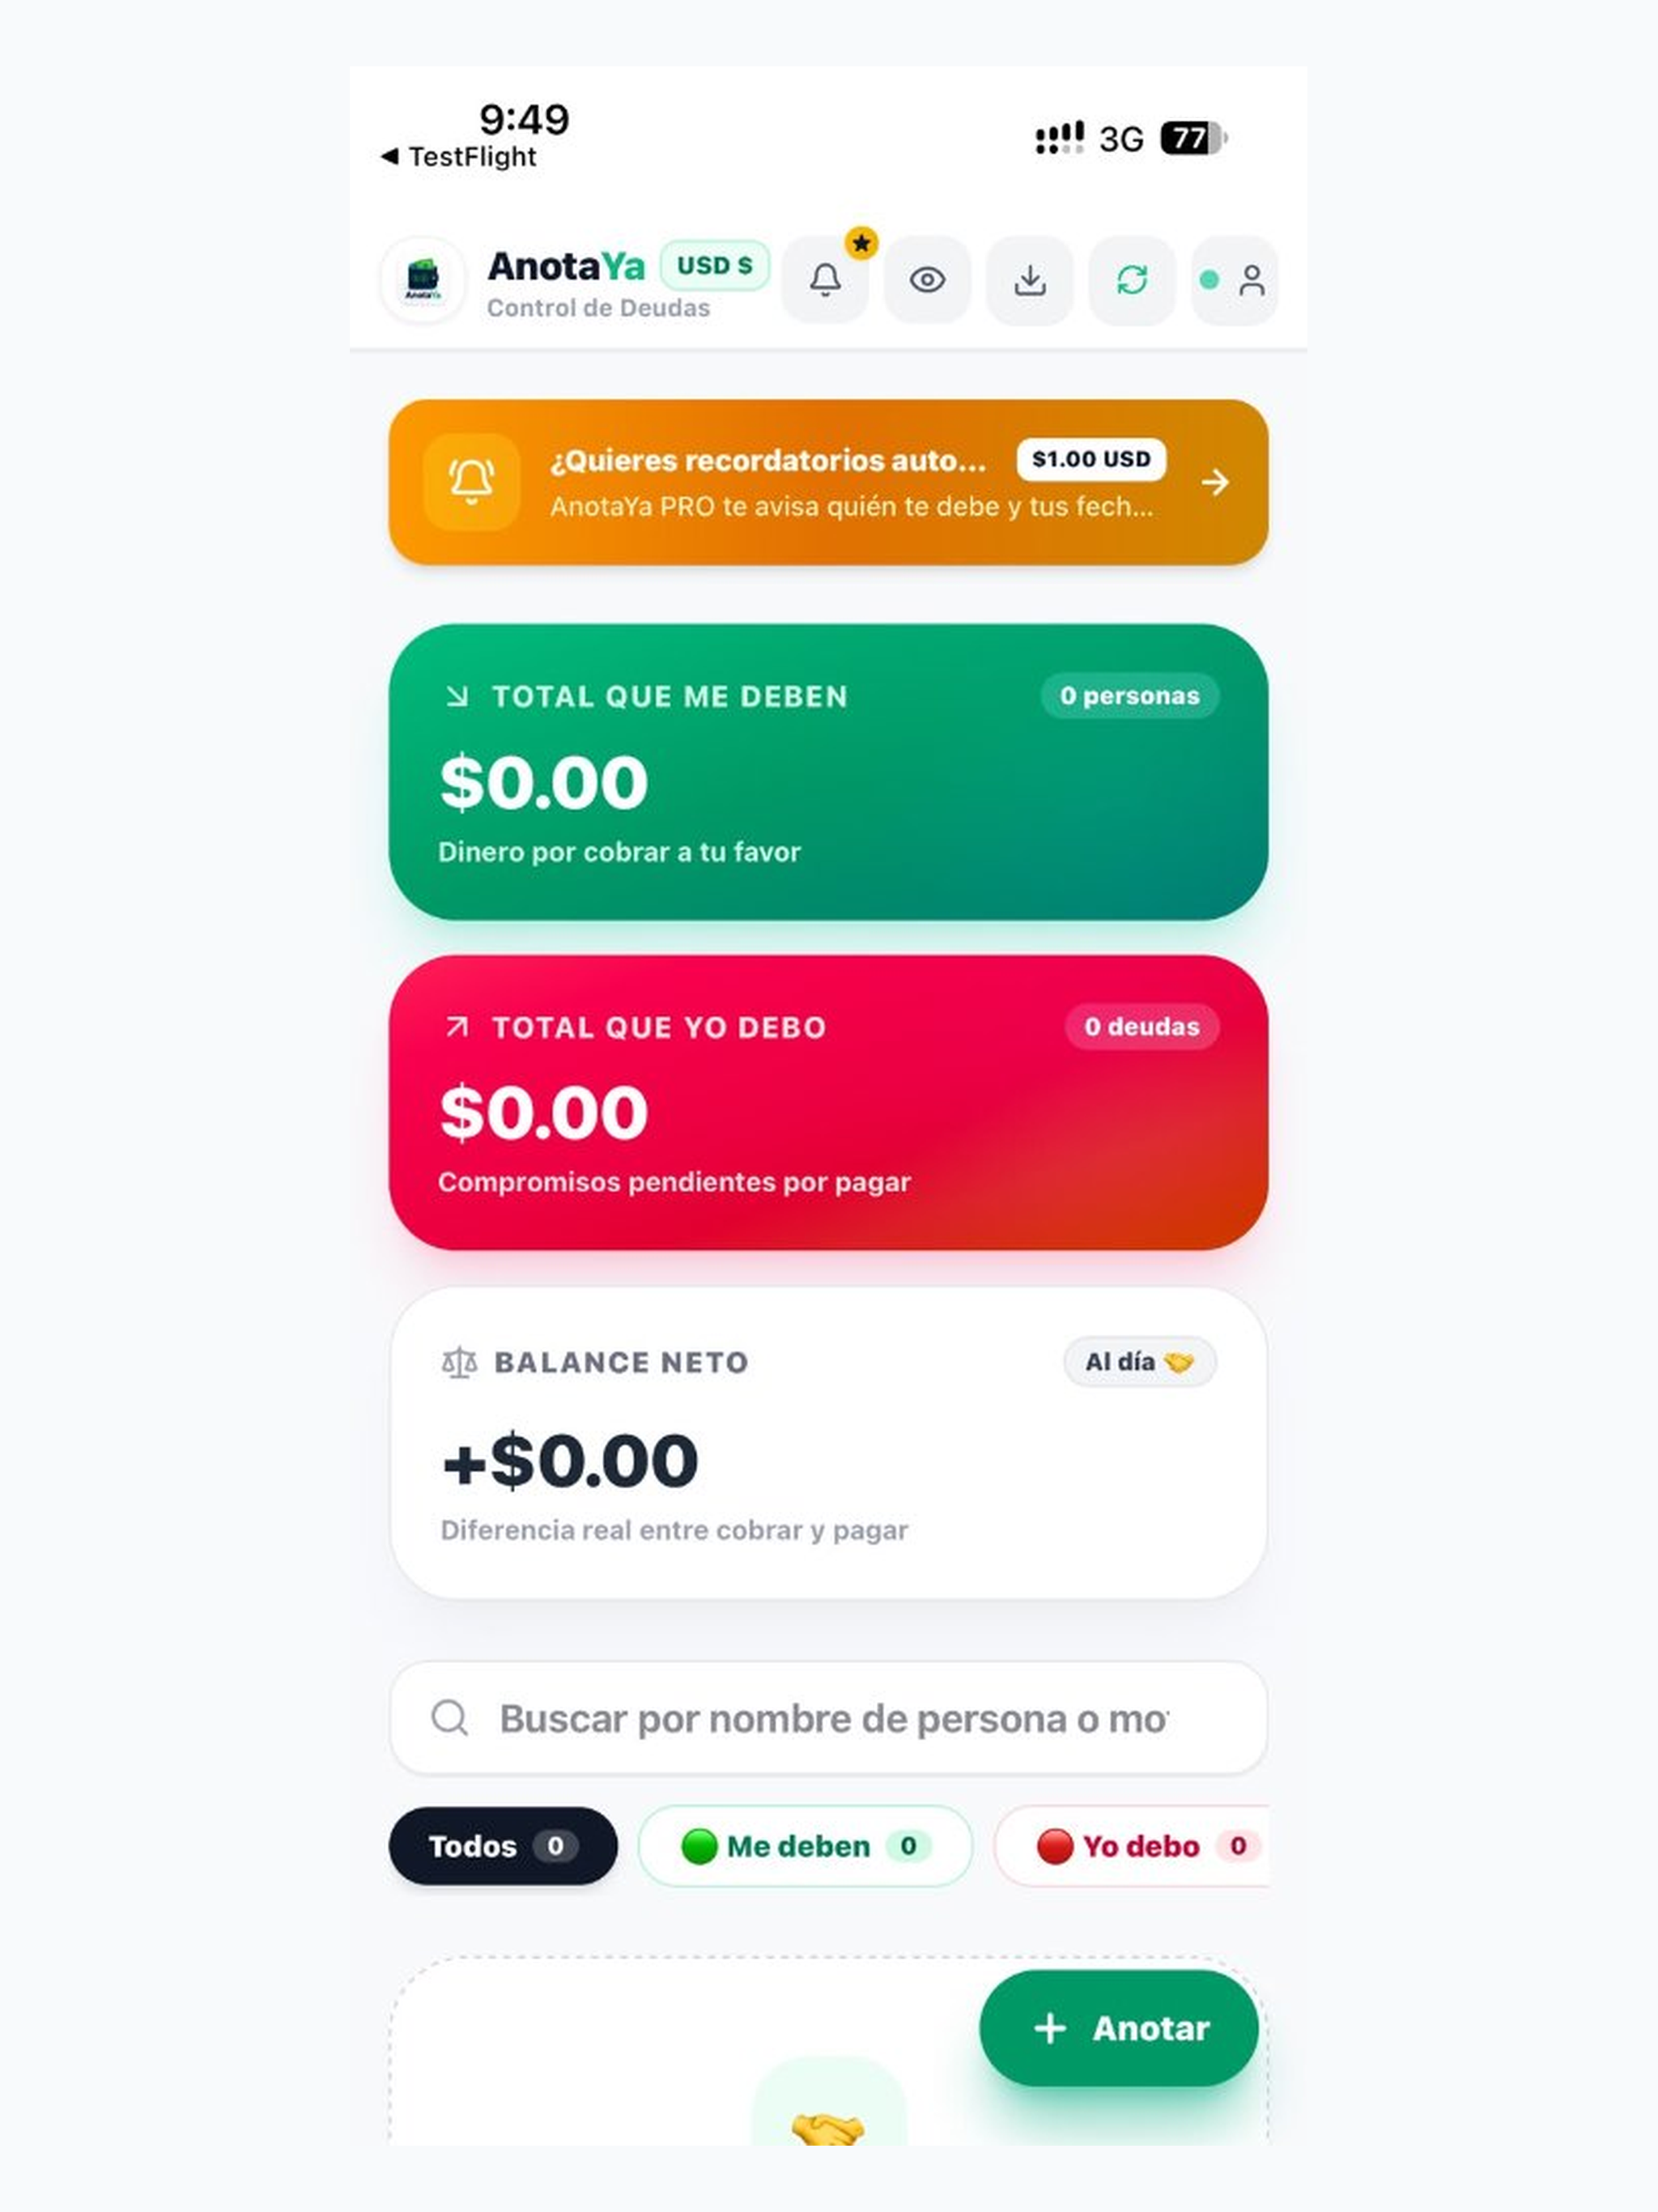 9:49
◀ TestFlight
3G 77
AnotaYa USD $
Control de Deudas
AnotaYa
¿Quieres recordatorios auto... $1.00 USD
AnotaYa PRO te avisa quién te debe y tus fech...
TOTAL QUE ME DEBEN 0 personas
$0.00
Dinero por cobrar a tu favor
TOTAL QUE YO DEBO 0 deudas
$0.00
Compromisos pendientes por pagar
BALANCE NETO Al día 🤝
+$0.00
Diferencia real entre cobrar y pagar
Buscar por nombre de persona o mo
Todos 0 🟢 Me deben 0 🔴 Yo debo 0
+ Anotar